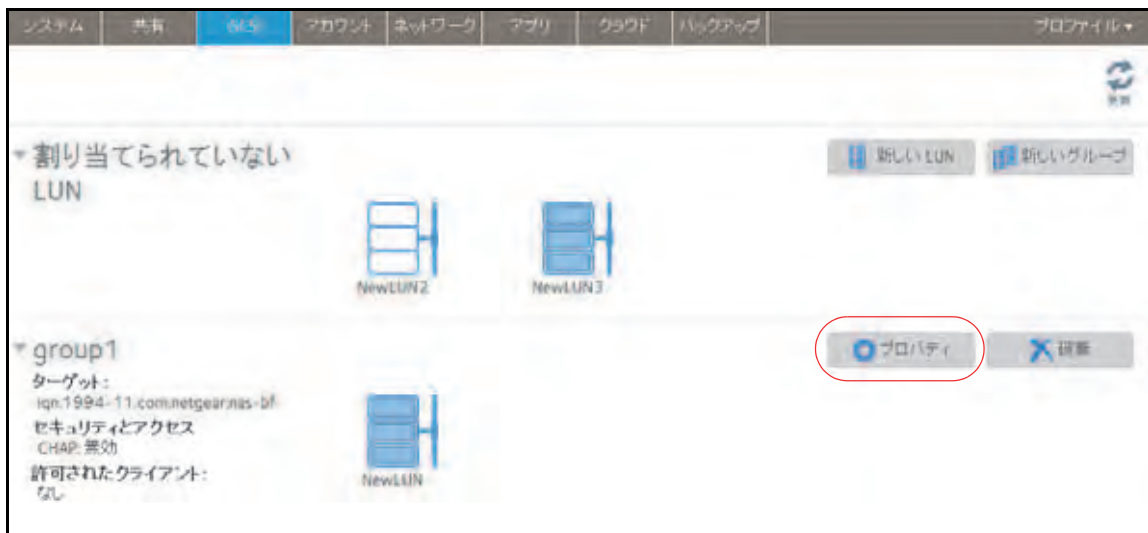 システム 共有 iSCSI アカウント ネットワーク アプリ クラウド バックアップ プロファイル▼
更新
割り当てられていない
LUN
新しい LUN 新しいグループ
NewLUN2 NewLUN3
group1
プロパティ 破棄
ターゲット:
iqn.1994-11.com.netgear:nas-bf
セキュリティとアクセス
CHAP: 無効
許可されたクライアント:
なし
NewLUN